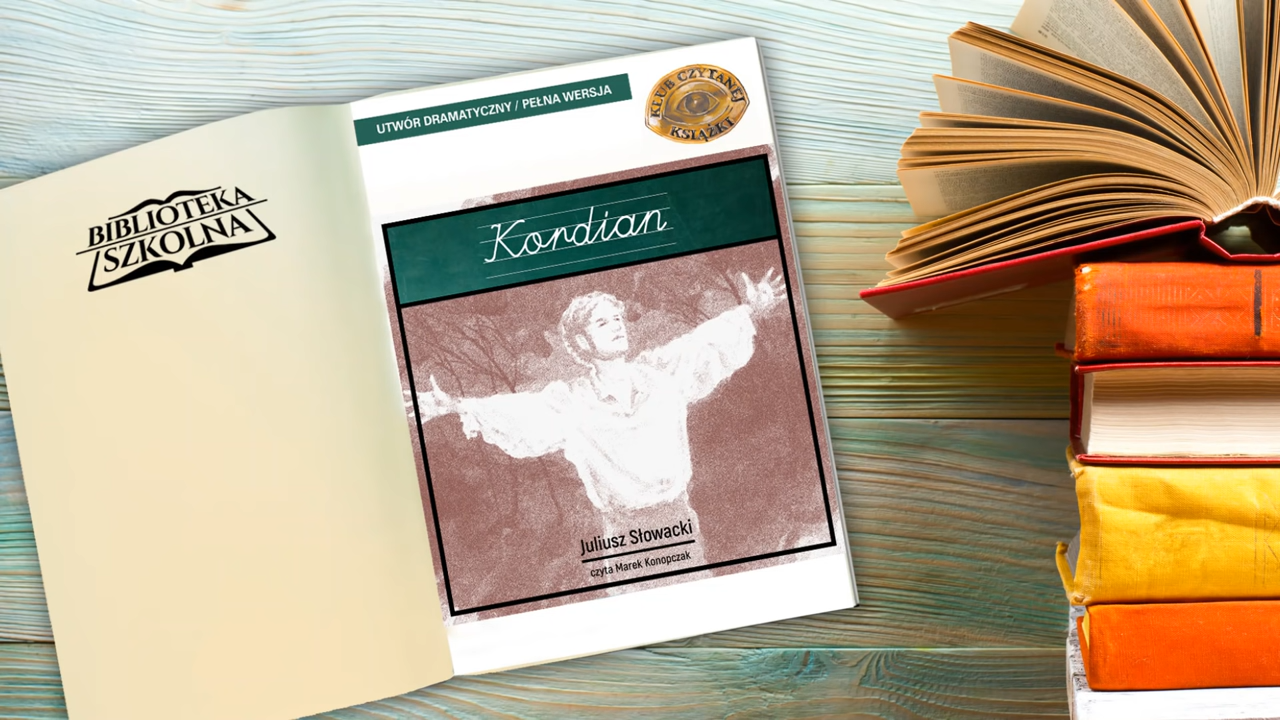 BIBLIOTEKA
SZKOLNA
UTWÓR DRAMATYCZNY / PEŁNA WERSJA
KLUB CZYTANEJ
KSIĄŻKI
Kordian
Juliusz Słowacki
czyta Marek Konopczak